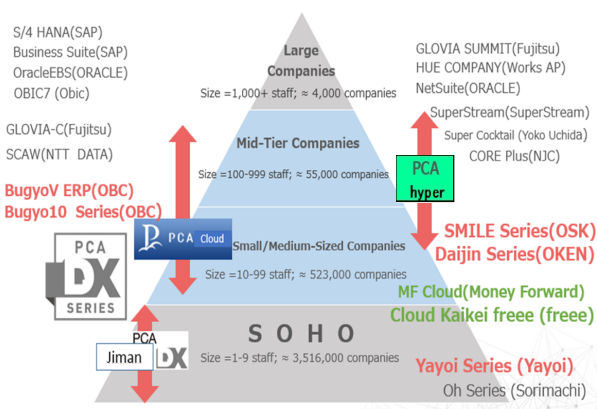 S/4 HANA(SAP)
Business Suite(SAP)
OracleEBS(ORACLE)
OBIC7 (Obic)
GLOVIA-C(Fujitsu)
SCAW(NTT DATA)
BugyoV ERP(OBC)
Bugyo10 Series(OBC)
PCA
DX
SERIES
PCA Cloud
PCA
Jiman
DX
Large
Companies
Size =1,000+ staff; ≈ 4,000 companies
Mid-Tier Companies
Size =100-999 staff; ≈ 55,000 companies
Small/Medium-Sized Companies
Size =10-99 staff; ≈ 523,000 companies
S O H O
Size =1-9 staff; ≈ 3,516,000 companies
GLOVIA SUMMIT(Fujitsu)
HUE COMPANY(Works AP)
NetSuite(ORACLE)
SuperStream(SuperStream)
Super Cocktail (Yoko Uchida)
CORE Plus(NJC)
PCA
hyper
SMILE Series(OSK)
Daijin Series(OKEN)
MF Cloud(Money Forward)
Cloud Kaikei freee (freee)
Yayoi Series (Yayoi)
Oh Series (Sorimachi)